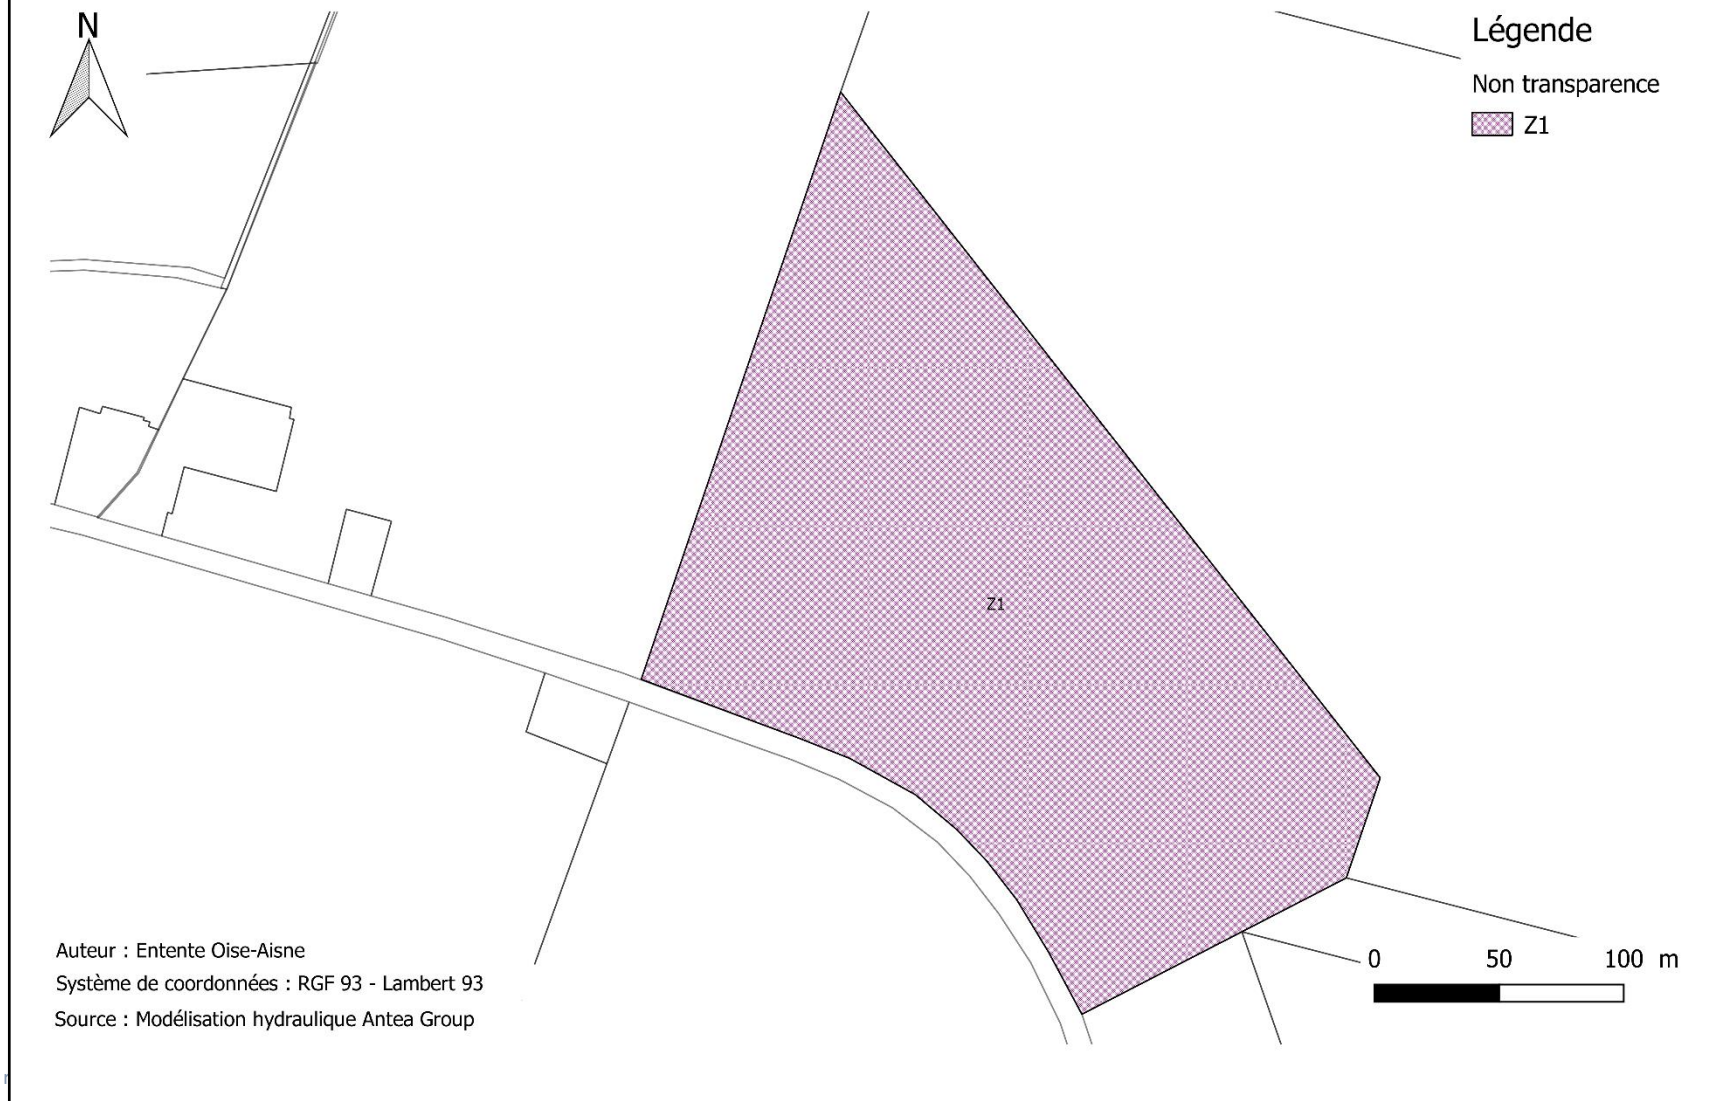 N
Légende
Non transparence
Z1
Z1
Auteur : Entente Oise-Aisne
Système de coordonnées : RGF 93 - Lambert 93
Source : Modélisation hydraulique Antea Group
0 50 100 m